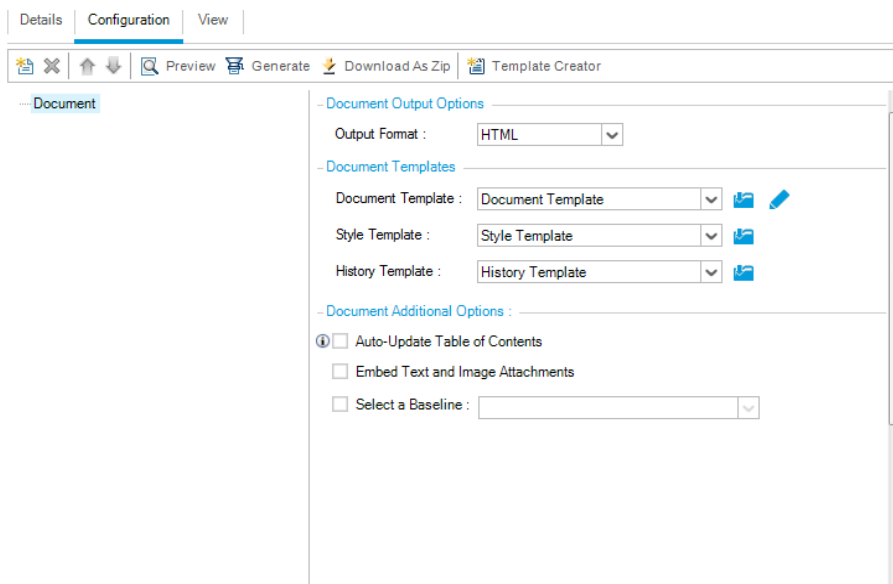 Details Configuration View
Preview Generate Download As Zip Template Creator
Document
Document Output Options
Output Format : HTML
Document Templates
Document Template : Document Template
Style Template : Style Template
History Template : History Template
Document Additional Options :
Auto-Update Table of Contents
Embed Text and Image Attachments
Select a Baseline :